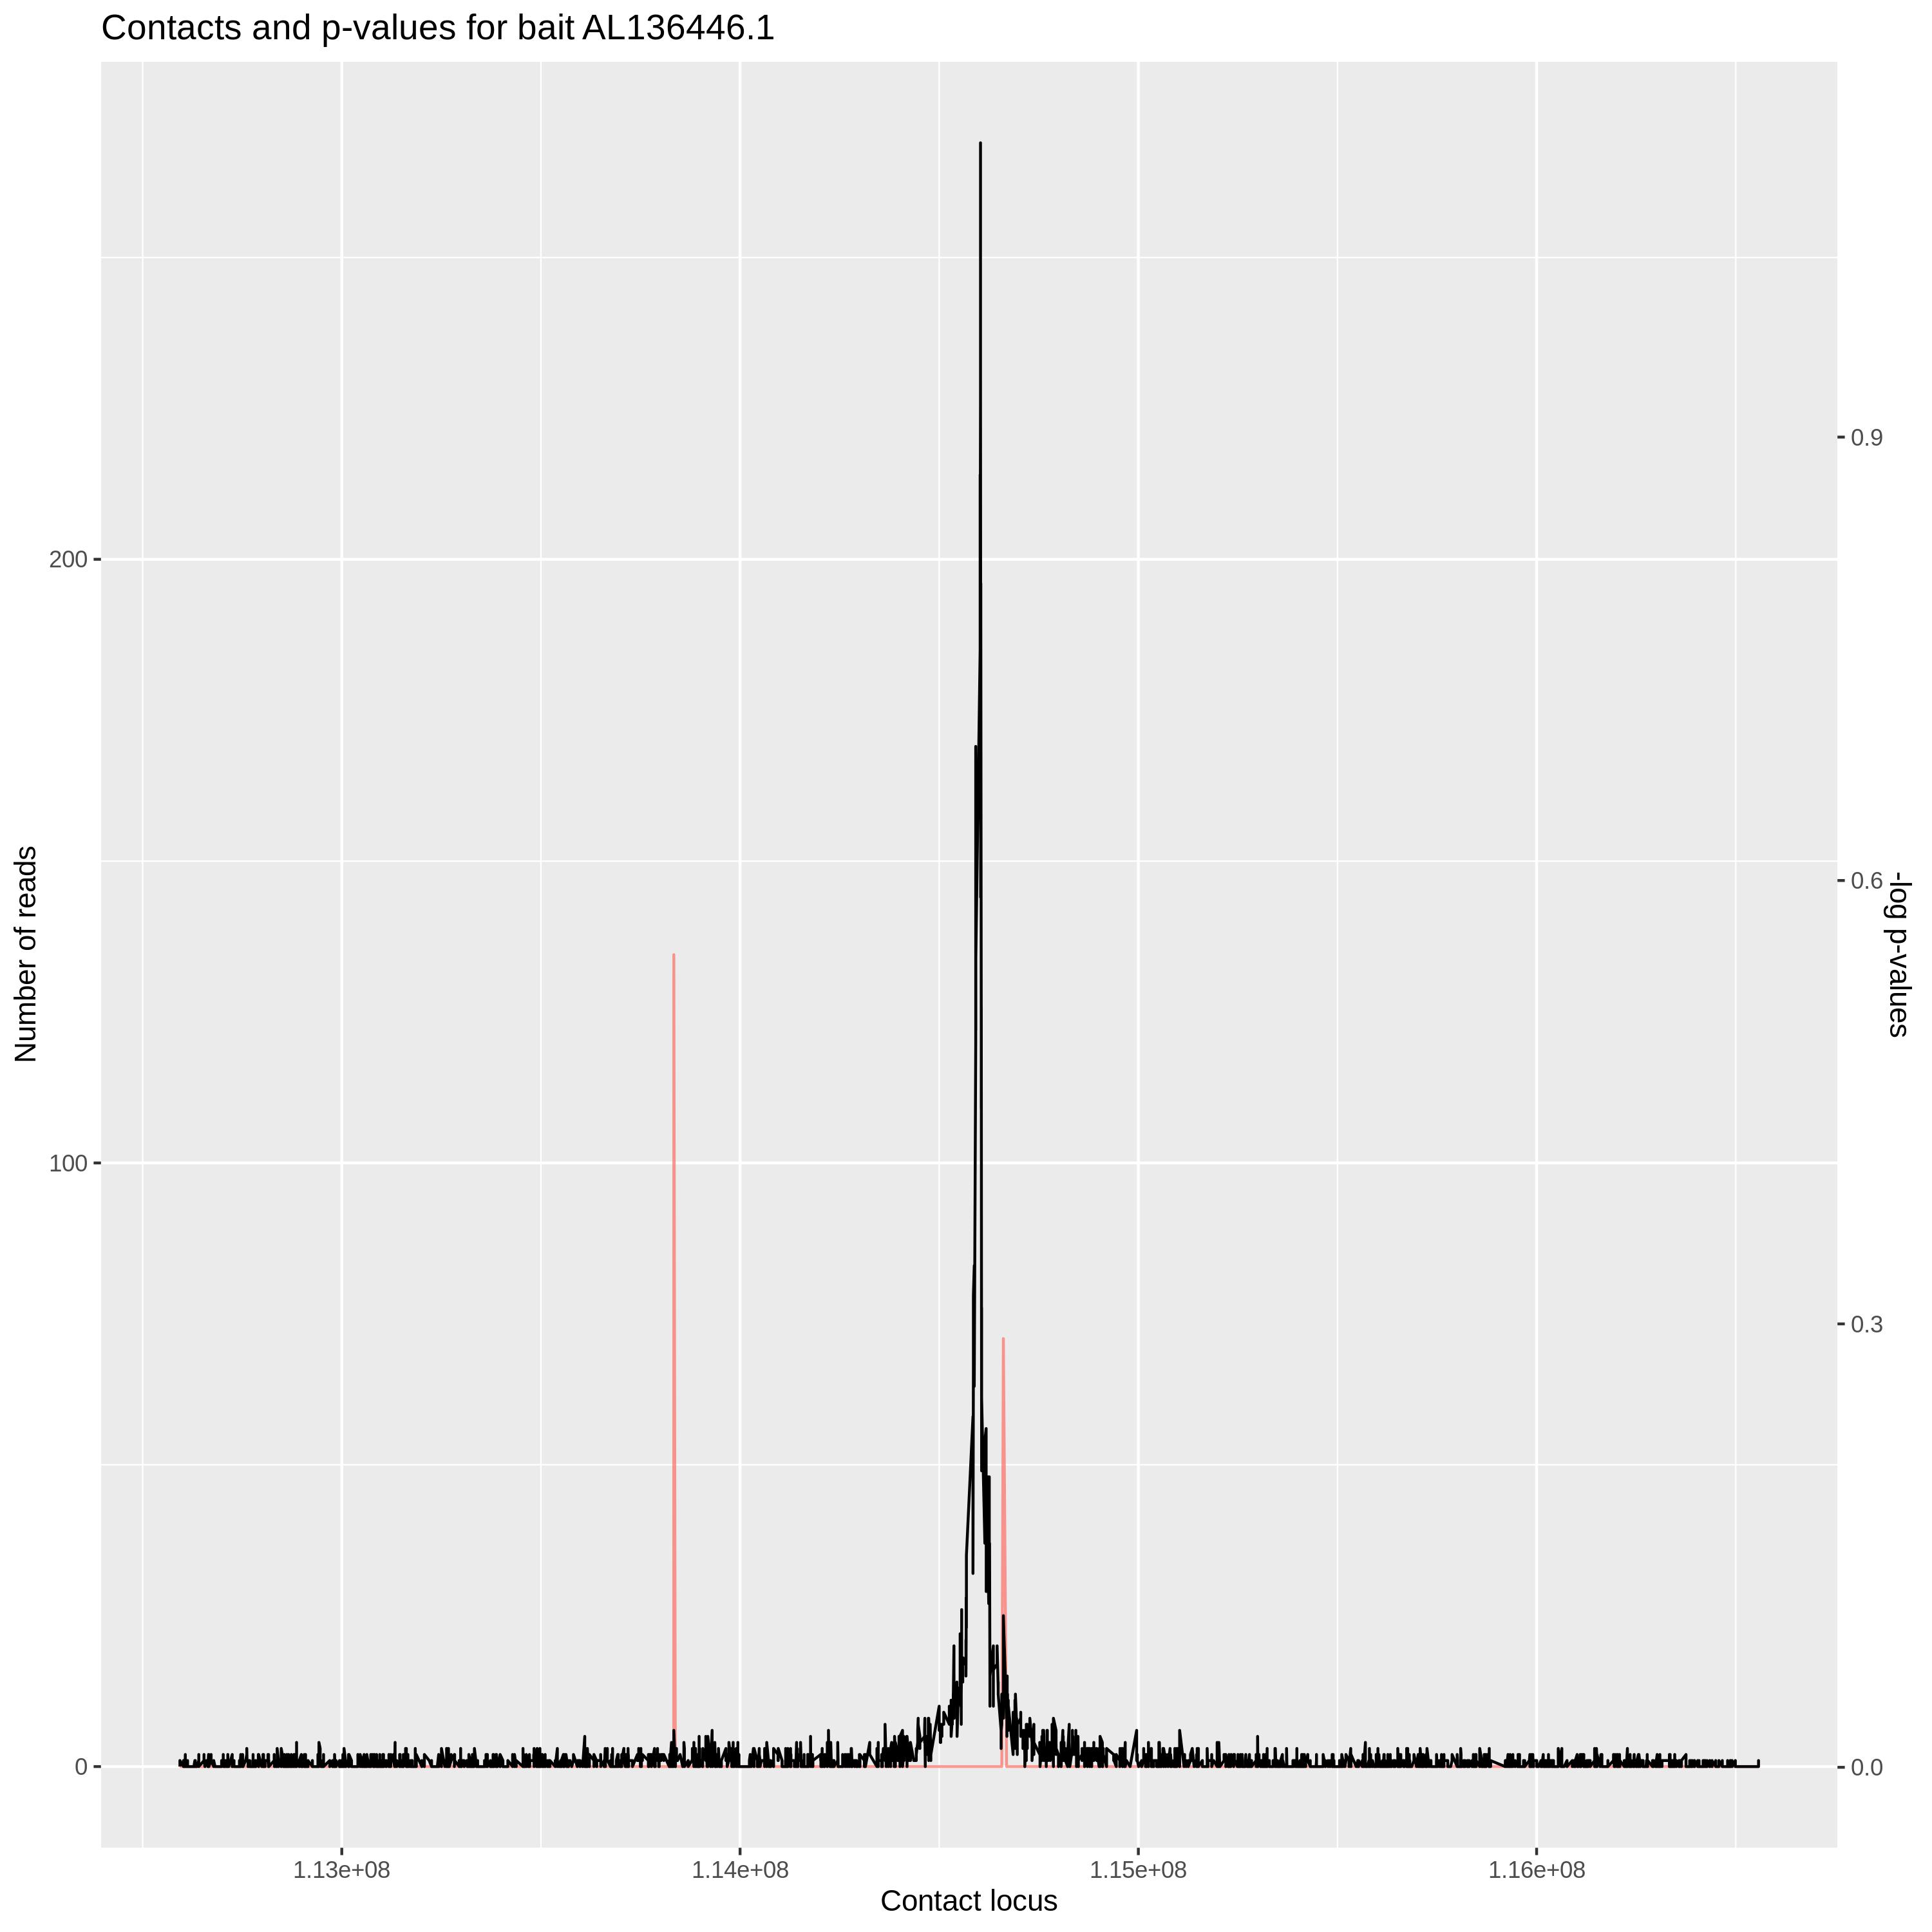 Contacts and p-values for bait AL136446.1
Number of reads
200
100
0
0.9
0.6
0.3
0.0
-log p-values
1.13e+08 1.14e+08 1.15e+08 1.16e+08
Contact locus